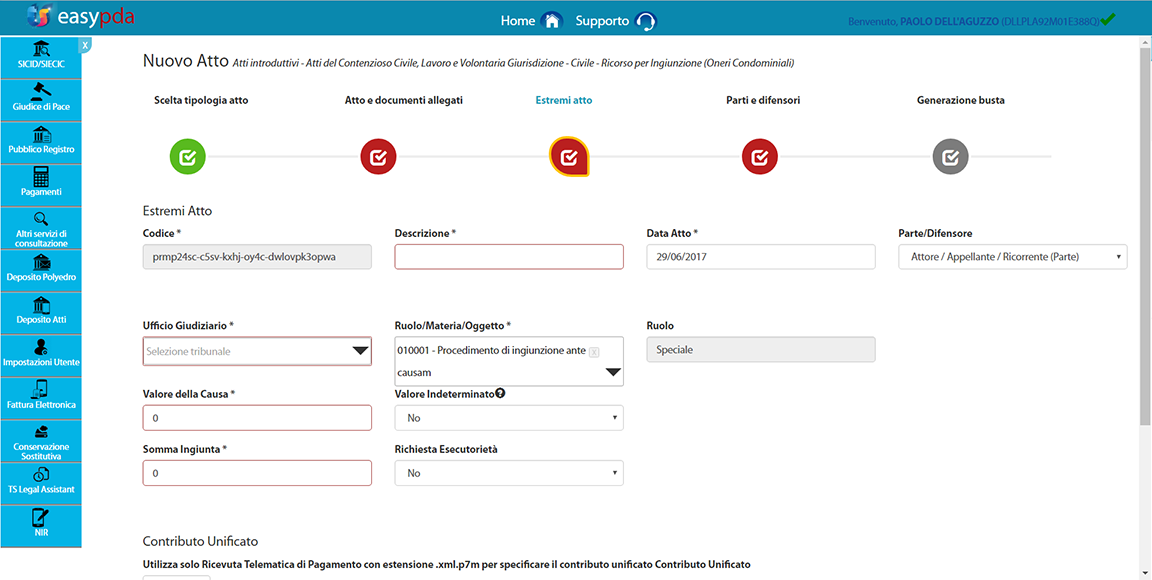 easypda
Home Supporto
Benvenuto, PAOLO DELL'AGUZZO (DLLPLA92M01E388Q)
X
SICID/SIECIC
Giudice di Pace
Pubblico Registro
Pagamenti
Altri servizi di
consultazione
Deposito Polyedro
Deposito Atti
Impostazioni Utente
Fattura Elettronica
Conservazione
Sostitutiva
TS Legal Assistant
NIR
Nuovo Atto Atti introduttivi - Atti del Contenzioso Civile, Lavoro e Volontaria Giurisdizione - Civile - Ricorso per Ingiunzione (Oneri Condominiali)
Scelta tipologia atto Atto e documenti allegati Estremi atto Parti e difensori Generazione busta
Estremi Atto
Codice * Descrizione * Data Atto * Parte/Difensore
prmp24sc-c5sv-kxhj-oy4c-dwlovpk3opwa 29/06/2017 Attore / Appellante / Ricorrente (Parte)
Ufficio Giudiziario * Ruolo/Materia/Oggetto * Ruolo
Selezione tribunale 010001 - Procedimento di ingiunzione ante x Speciale
causam
Valore della Causa * Valore Indeterminato?
0 No
Somma Ingiunta * Richiesta Esecutorietà
0 No
Contributo Unificato
Utilizza solo Ricevuta Telematica di Pagamento con estensione .xml.p7m per specificare il contributo unificato Contributo Unificato